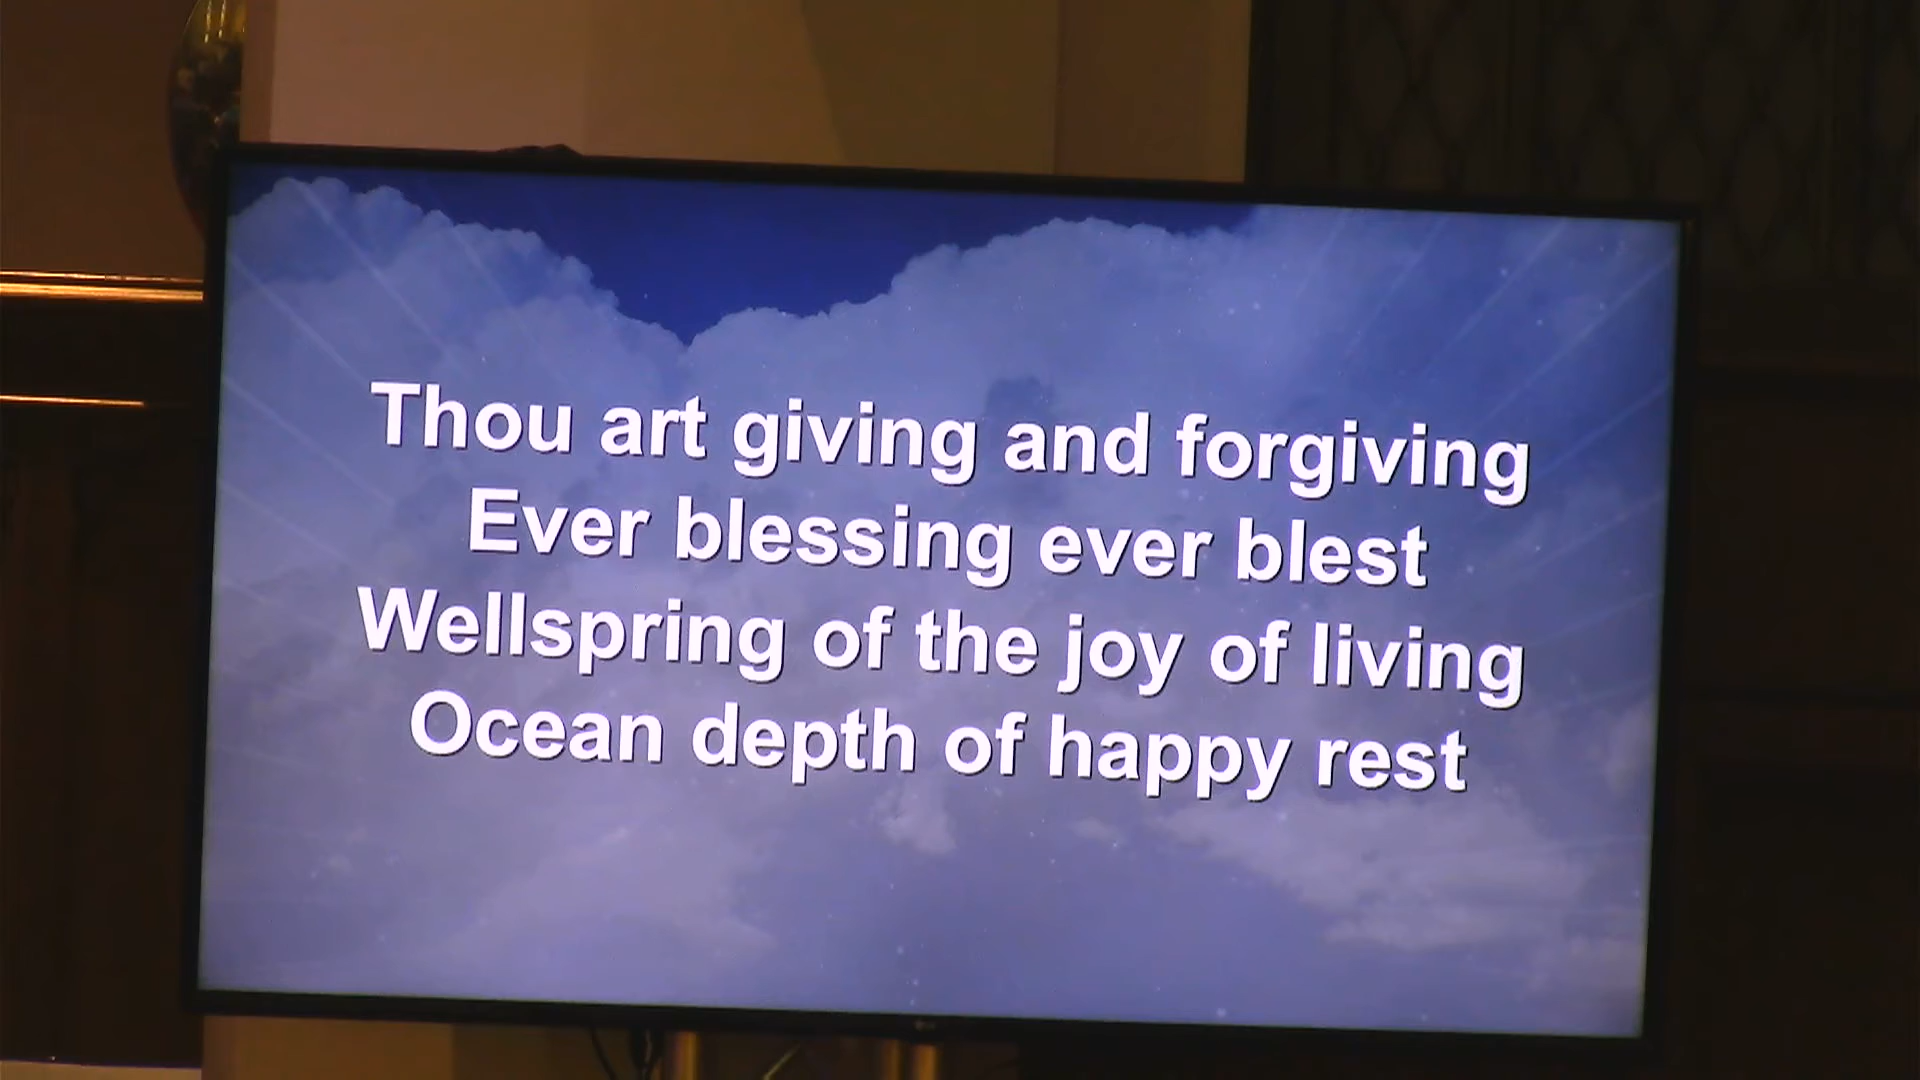 Thou art giving and forgiving
Ever blessing ever blest
Wellspring of the joy of living
Ocean depth of happy rest